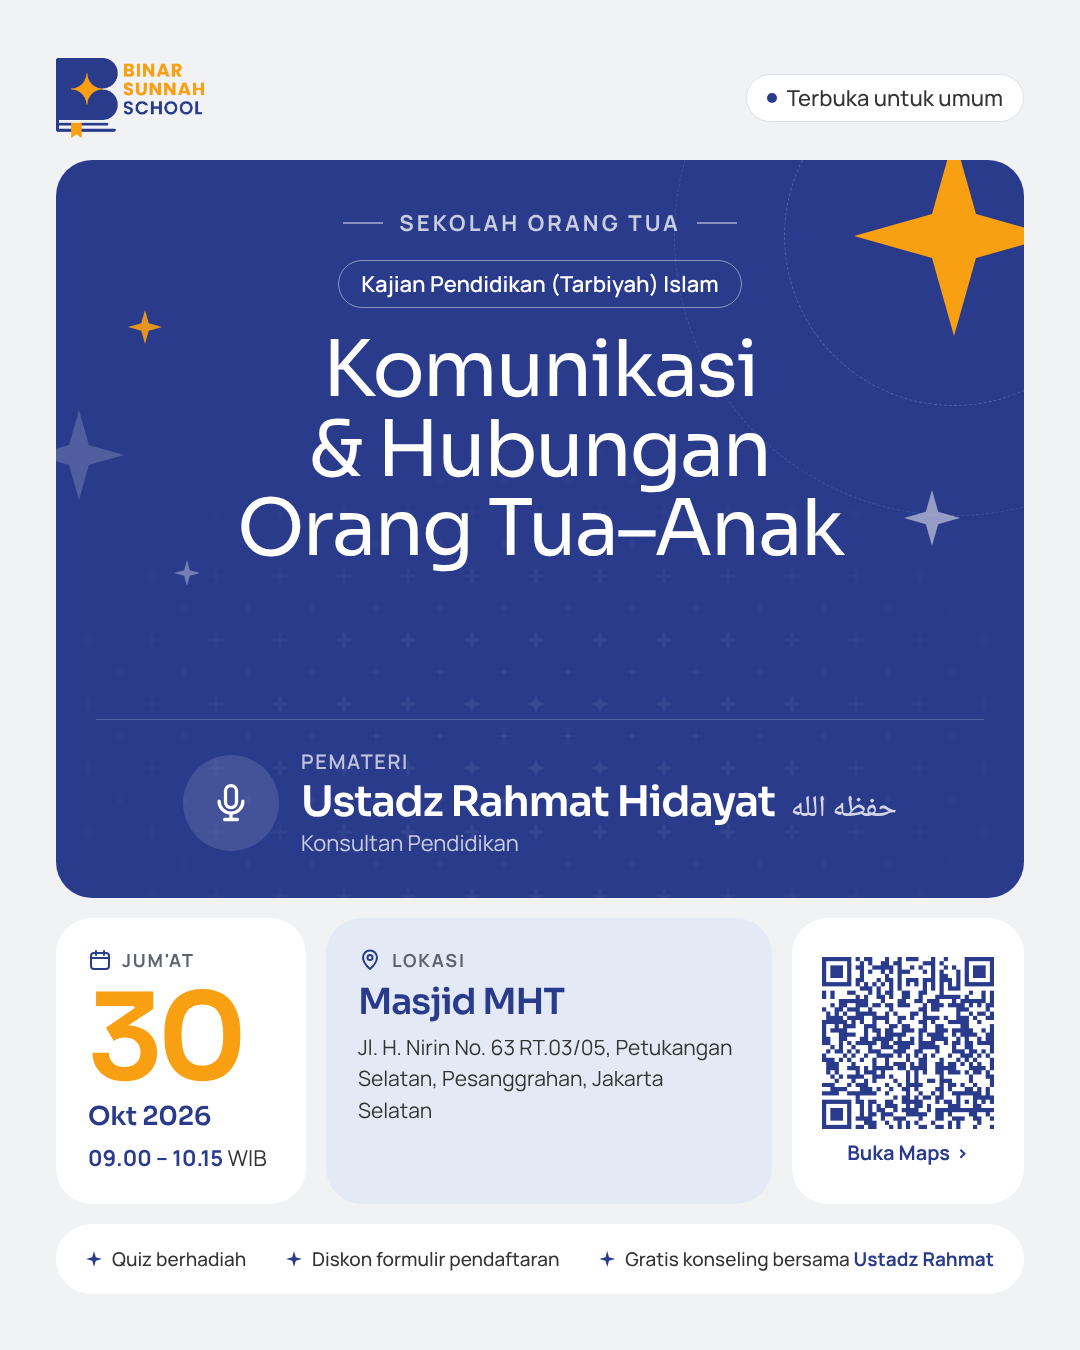 BINAR
SUNNAH
SCHOOL
Terbuka untuk umum
SEKOLAH ORANG TUA
Kajian Pendidikan (Tarbiyah) Islam
Komunikasi
& Hubungan
Orang Tua–Anak
PEMATERI
Ustadz Rahmat Hidayat حفظه الله
Konsultan Pendidikan
JUM'AT
30
Okt 2026
09.00 – 10.15 WIB
LOKASI
Masjid MHT
Jl. H. Nirin No. 63 RT.03/05, Petukangan
Selatan, Pesanggrahan, Jakarta
Selatan
Buka Maps ›
Quiz berhadiah
Diskon formulir pendaftaran
Gratis konseling bersama Ustadz Rahmat